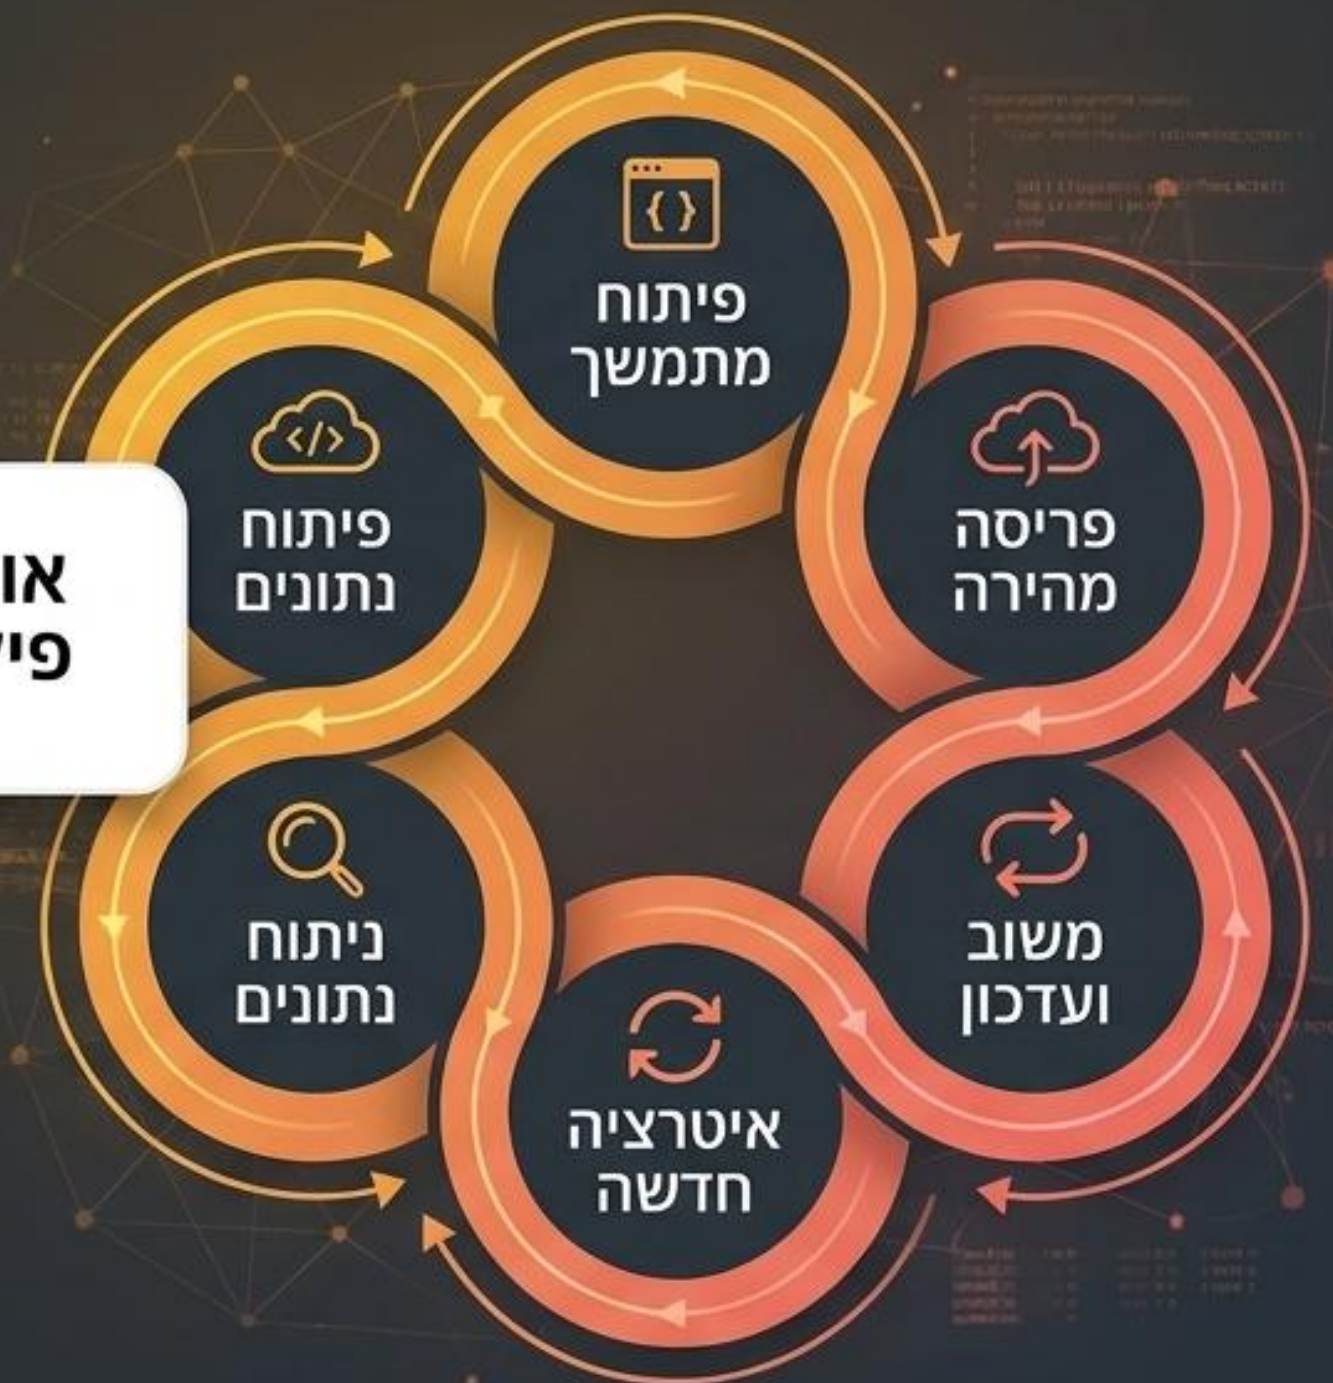 פיתוח
מתמשך
פריסה
מהירה
משוב
ועדכון
איטרציה
חדשה
ניתוח
נתונים
פיתוח
נתונים